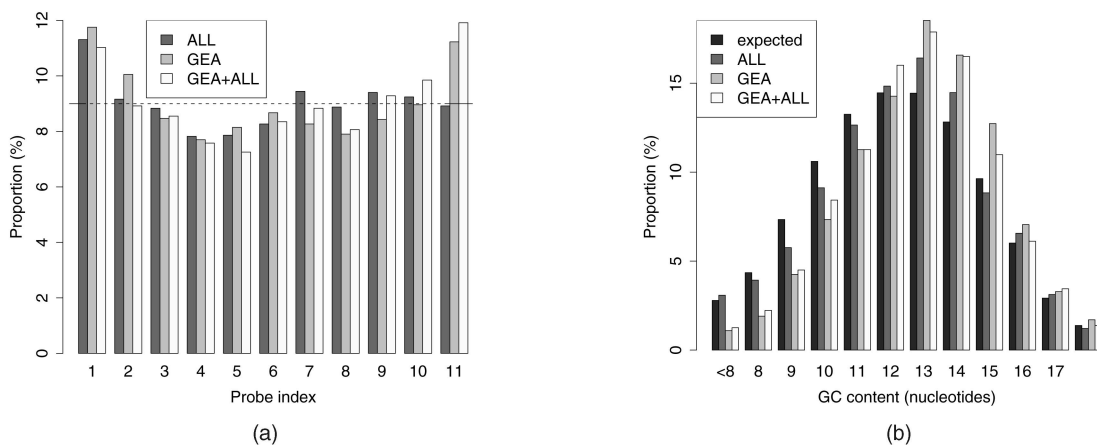 12
10
8
6
4
2
0
Proportion (%)
ALL
GEA
GEA+ALL
1 2 3 4 5 6 7 8 9 10 11
Probe index
(a)
15
10
5
0
Proportion (%)
expected
ALL
GEA
GEA+ALL
<8 8 9 10 11 12 13 14 15 16 17
GC content (nucleotides)
(b)